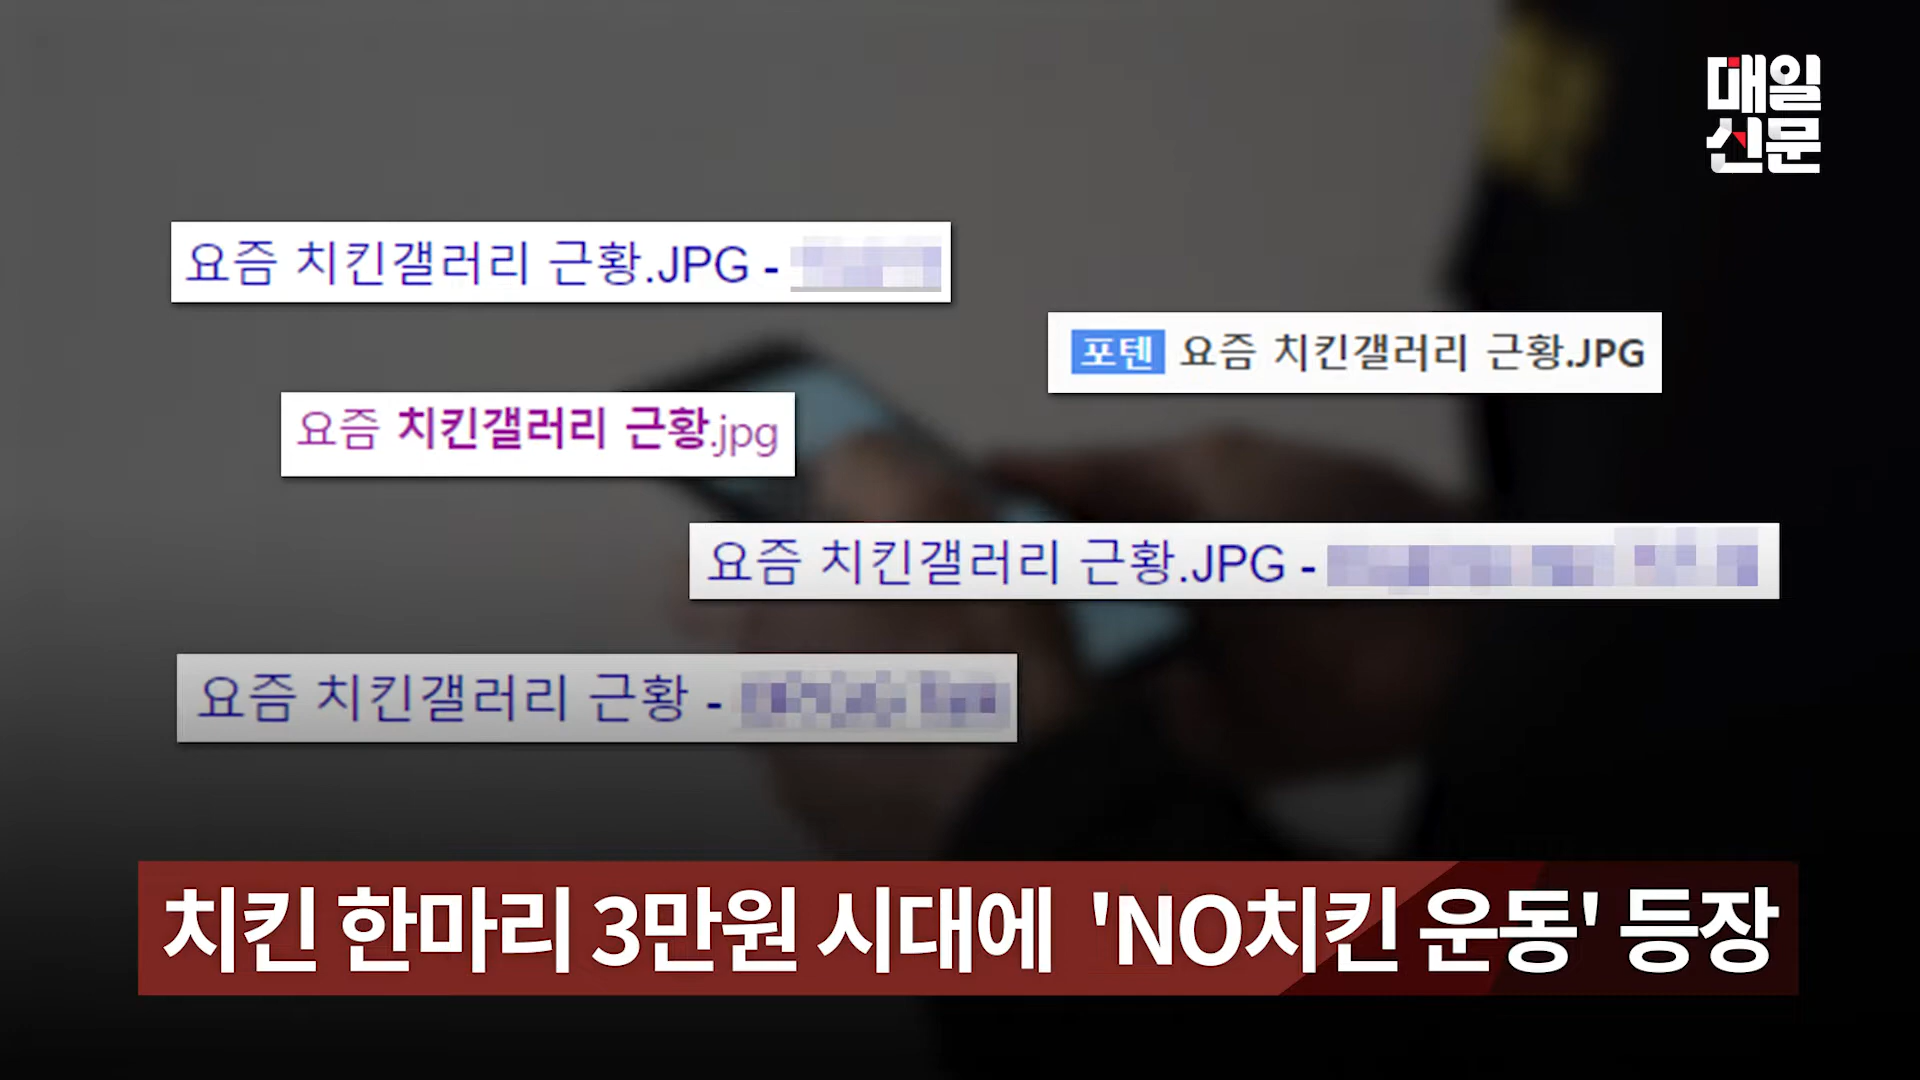 매일
신문
요즘 치킨갤러리 근황.JPG -
포텐 요즘 치킨갤러리 근황.JPG
요즘 치킨갤러리 근황.jpg
요즘 치킨갤러리 근황.JPG -
요즘 치킨갤러리 근황 -
치킨 한마리 3만원 시대에 'NO치킨 운동' 등장